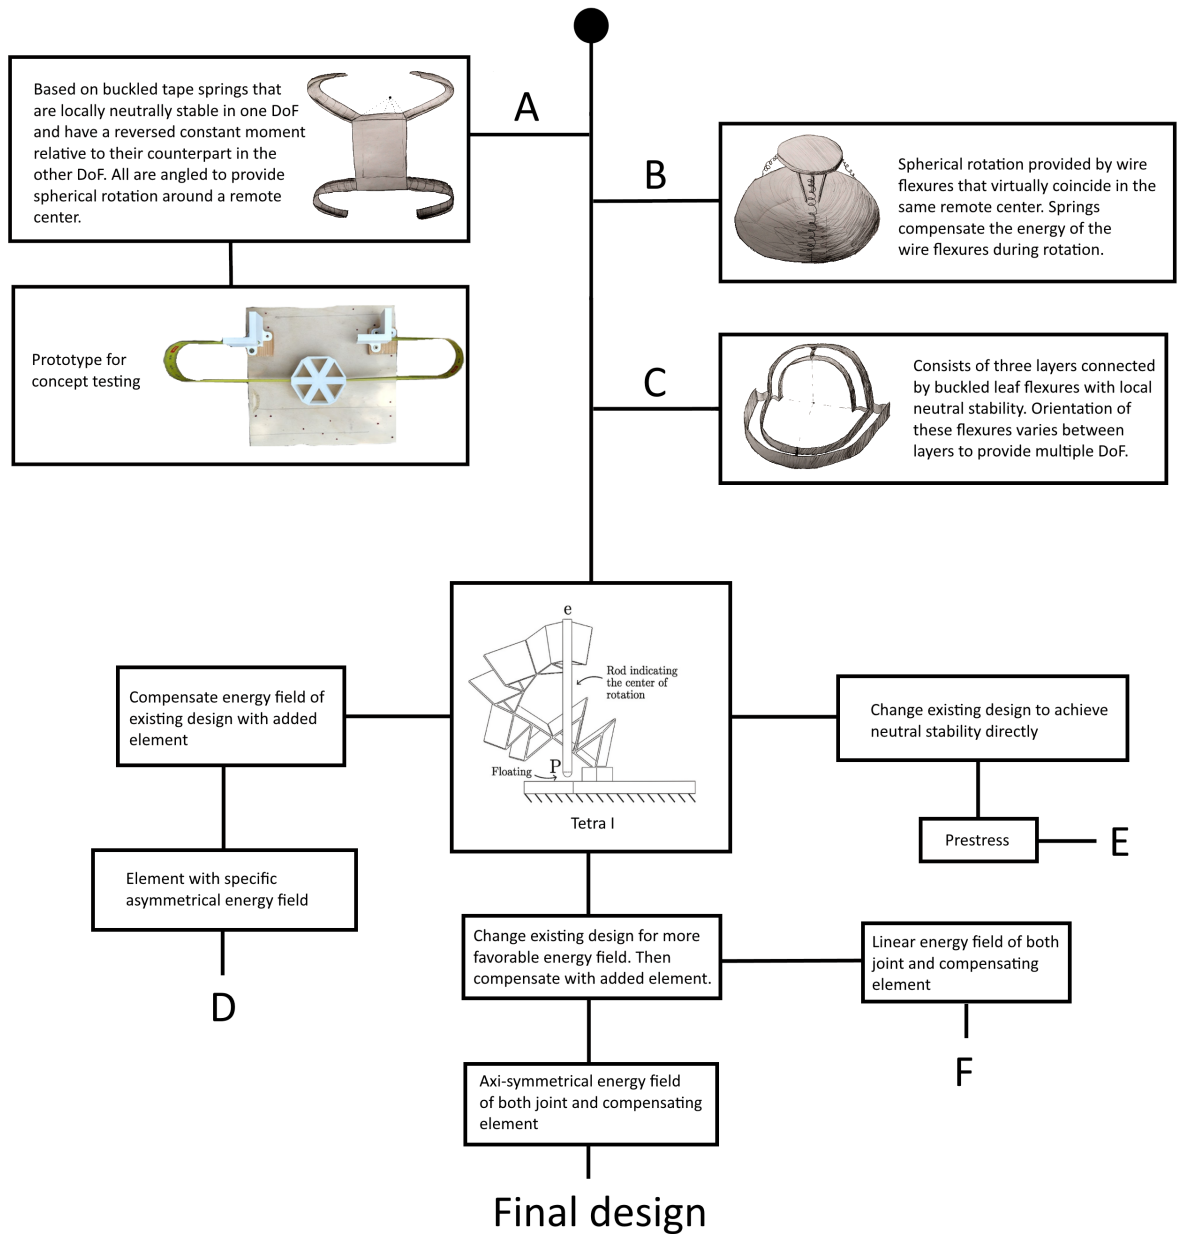 A
Based on buckled tape springs that
are locally neutrally stable in one DoF
and have a reversed constant moment
relative to their counterpart in the
other DoF. All are angled to provide
spherical rotation around a remote
center.
B
Spherical rotation provided by wire
flexures that virtually coincide in the
same remote center. Springs
compensate the energy of the
wire flexures during rotation.
Prototype for
concept testing
C
Consists of three layers connected
by buckled leaf flexures with local
neutral stability. Orientation of
these flexures varies between
layers to provide multiple DoF.
e
Rod indicating
the center of
rotation
Floating
P
Tetra I
Compensate energy field of
existing design with added
element
Element with specific
asymmetrical energy field
D
Change existing design to achieve
neutral stability directly
Prestress
E
Change existing design for more
favorable energy field. Then
compensate with added element.
Linear energy field of both
joint and compensating
element
F
Axi-symmetrical energy field
of both joint and compensating
element
Final design